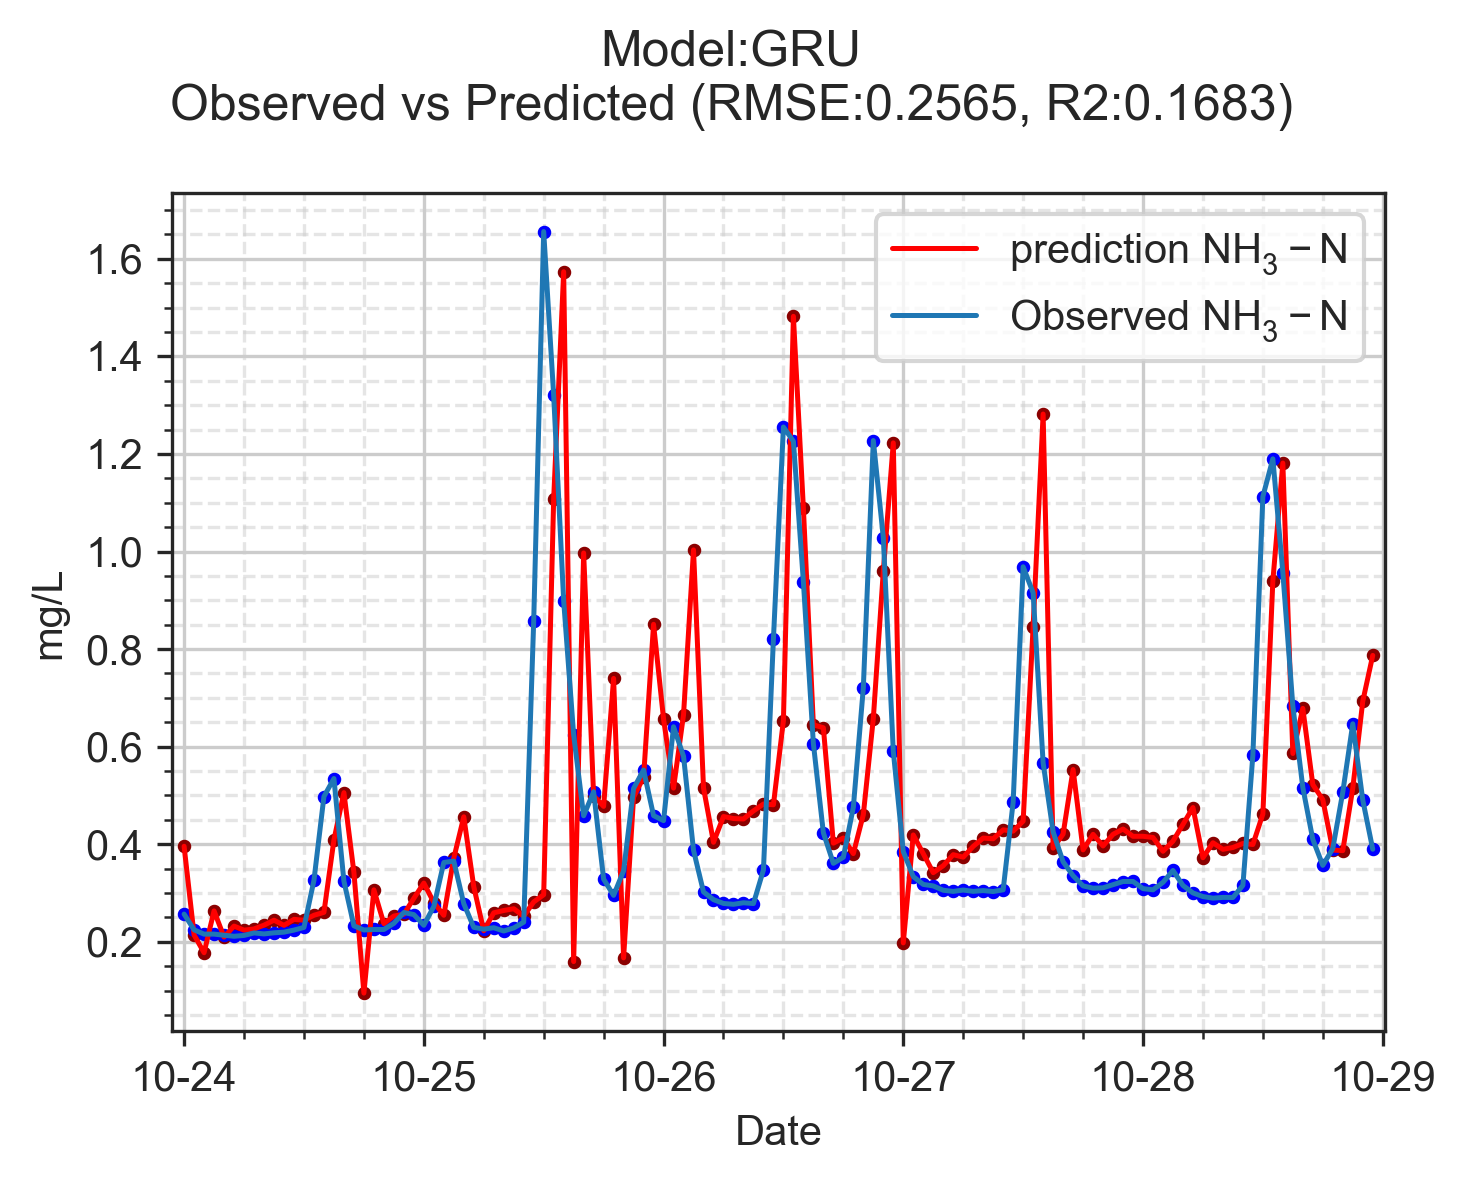 Model:GRU
Observed vs Predicted (RMSE:0.2565, R2:0.1683)
prediction NH₃ − N
Observed NH₃ − N
1.6
1.4
1.2
1.0
0.8
0.6
0.4
0.2
mg/L
10-24 10-25 10-26 10-27 10-28 10-29
Date